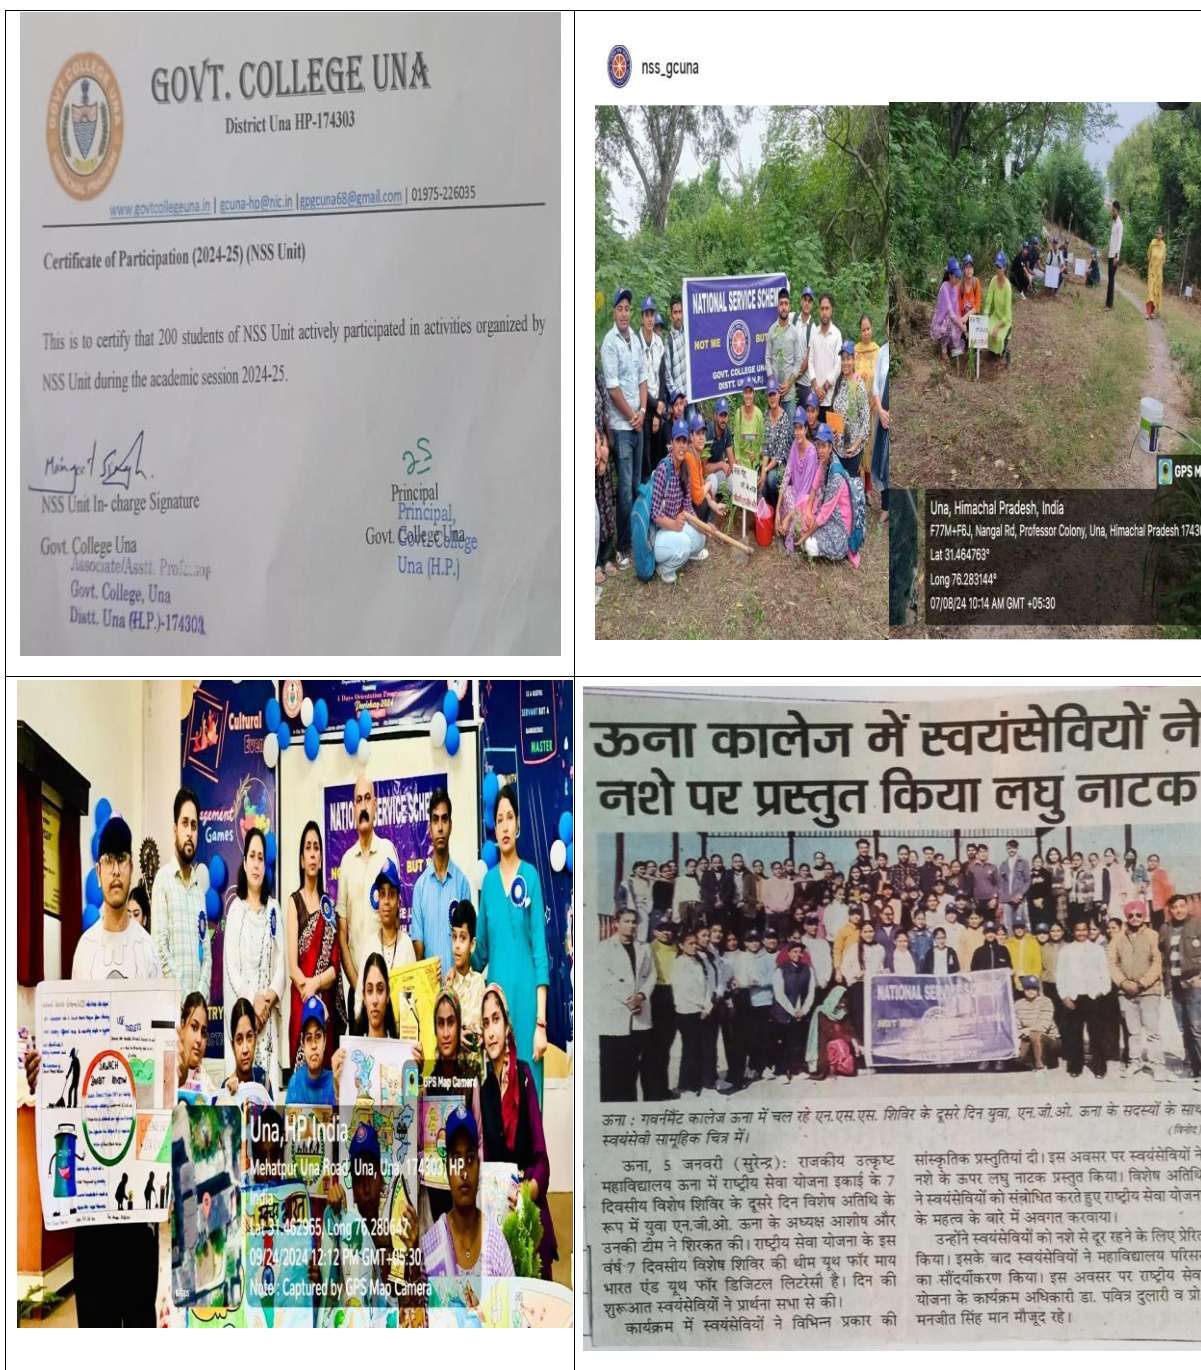 GOVT. COLLEGE UNA
District Una HP-174303
www.govtcollegeuna.in | gcuna-hp@nic.in | gpgcuna68@gmail.com | 01975-226035
Certificate of Participation (2024-25) (NSS Unit)
This is to certify that 200 students of NSS Unit actively participated in activities organized by
NSS Unit during the academic session 2024-25.
NSS Unit In- charge Signature
Govt. College Una
Associate/Asstt. Professor
Govt. College, Una
Distt. Una (H.P.)-174303
Principal
Govt. College Una
Principal,
Govt. College
Una (H.P.)
nss_gcuna
NATIONAL SERVICE SCHEME
NOT ME BUT
GOVT. COLLEGE UNA
DISTT. UNA (H.P.)
GPS M
Una, Himachal Pradesh, India
F77M+F6J, Nangal Rd, Professor Colony, Una, Himachal Pradesh 17430
Lat 31.464763°
Long 76.283144°
07/08/24 10:14 AM GMT +05:30
Cultural
Games
MASTER
NATIONAL SERVICE SCHE
BUT
USE
GPS Map Camera
Una, HP, India
Mehatpur Una Road, Una, Una, 174303, HP,
India
Lat 31.462965, Long 76.280647
09/24/2024 12:12 PM GMT+05:30
Note : Captured by GPS Map Camera
ऊना कालेज में स्वयंसेवियों ने
नशे पर प्रस्तुत किया लघु नाटक
NATIONAL SERVICE SCHEME
ऊना : गवर्नमैंट कालेज ऊना में चल रहे एन.एस.एस. शिविर के दूसरे दिन युवा, एन.जी.ओ. ऊना के सदस्यों के साथ
स्वयंसेवी सामूहिक चित्र में।
(विनोद
ऊना, 5 जनवरी (सुरेन्द्र): राजकीय उत्कृष्ट
महाविद्यालय ऊना में राष्ट्रीय सेवा योजना इकाई के 7
दिवसीय विशेष शिविर के दूसरे दिन विशेष अतिथि के
रूप में युवा एन.जी.ओ. ऊना के अध्यक्ष आशीष और
उनकी टीम ने शिरकत की। राष्ट्रीय सेवा योजना के इस
वर्ष 7 दिवसीय विशेष शिविर की थीम यूथ फॉर माय
भारत एंड यूथ फॉर डिजिटल लिटरेसी है। दिन की
शुरूआत स्वयंसेवियों ने प्रार्थना सभा से की।
कार्यक्रम में स्वयंसेवियों ने विभिन्न प्रकार की
सांस्कृतिक प्रस्तुतियां दी। इस अवसर पर स्वयंसेवियों ने
नशे के ऊपर लघु नाटक प्रस्तुत किया। विशेष अतिथि
ने स्वयंसेवियों को संबोधित करते हुए राष्ट्रीय सेवा योजना
के महत्व के बारे में अवगत करवाया।
उन्होंने स्वयंसेवियों को नशे से दूर रहने के लिए प्रेरित
किया। इसके बाद स्वयंसेवियों ने महाविद्यालय परिसर
का सौंदर्यीकरण किया। इस अवसर पर राष्ट्रीय सेवा
योजना के कार्यक्रम अधिकारी डा. पवित्र दुलारी व प्रो.
मनजीत सिंह मान मौजूद रहे।